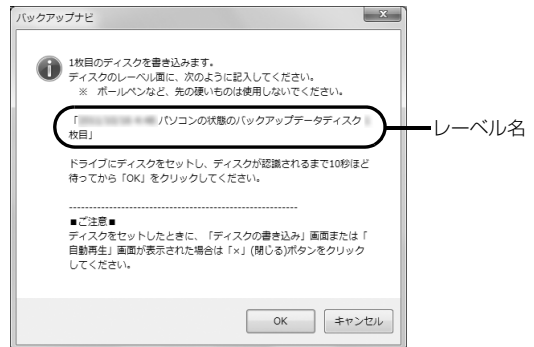 バックアップナビ
1枚目のディスクを書き込みます。
ディスクのレーベル面に、次のように記入してください。
※ ボールペンなど、先の硬いものは使用しないでください。
「 パソコンの状態のバックアップデータディスク
枚目」
レーベル名
ドライブにディスクをセットし、ディスクが認識されるまで10秒ほど
待ってから「OK」をクリックしてください。
--------------------------------------------------------
■ご注意■
ディスクをセットしたときに、「ディスクの書き込み」画面または「
自動再生」画面が表示された場合は「×」(閉じる)ボタンをクリック
してください。
OK
キャンセル